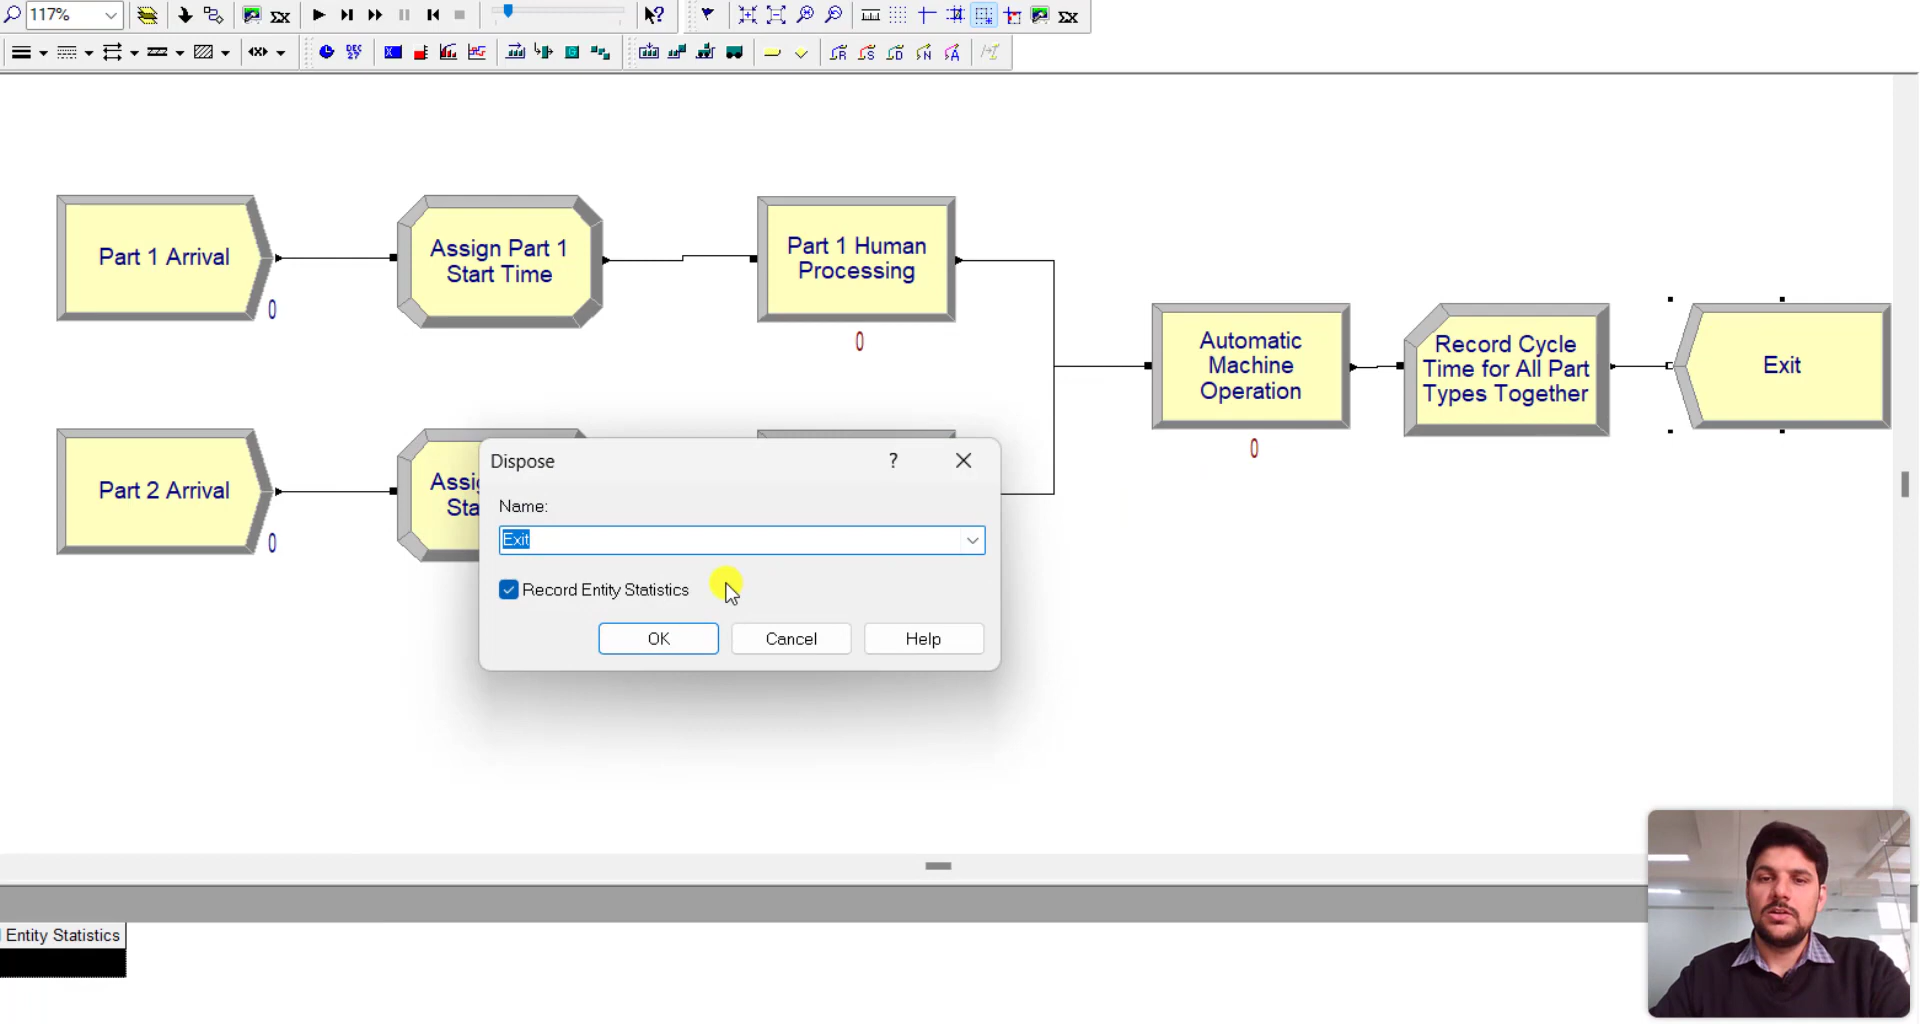 117%
Part 1 Arrival
0
Assign Part 1
Start Time
Part 1 Human
Processing
0
Automatic
Machine
Operation
0
Record Cycle
Time for All Part
Types Together
Exit
Part 2 Arrival
0
Dispose
?
Name:
Exit
Record Entity Statistics
OK
Cancel
Help
Entity Statistics